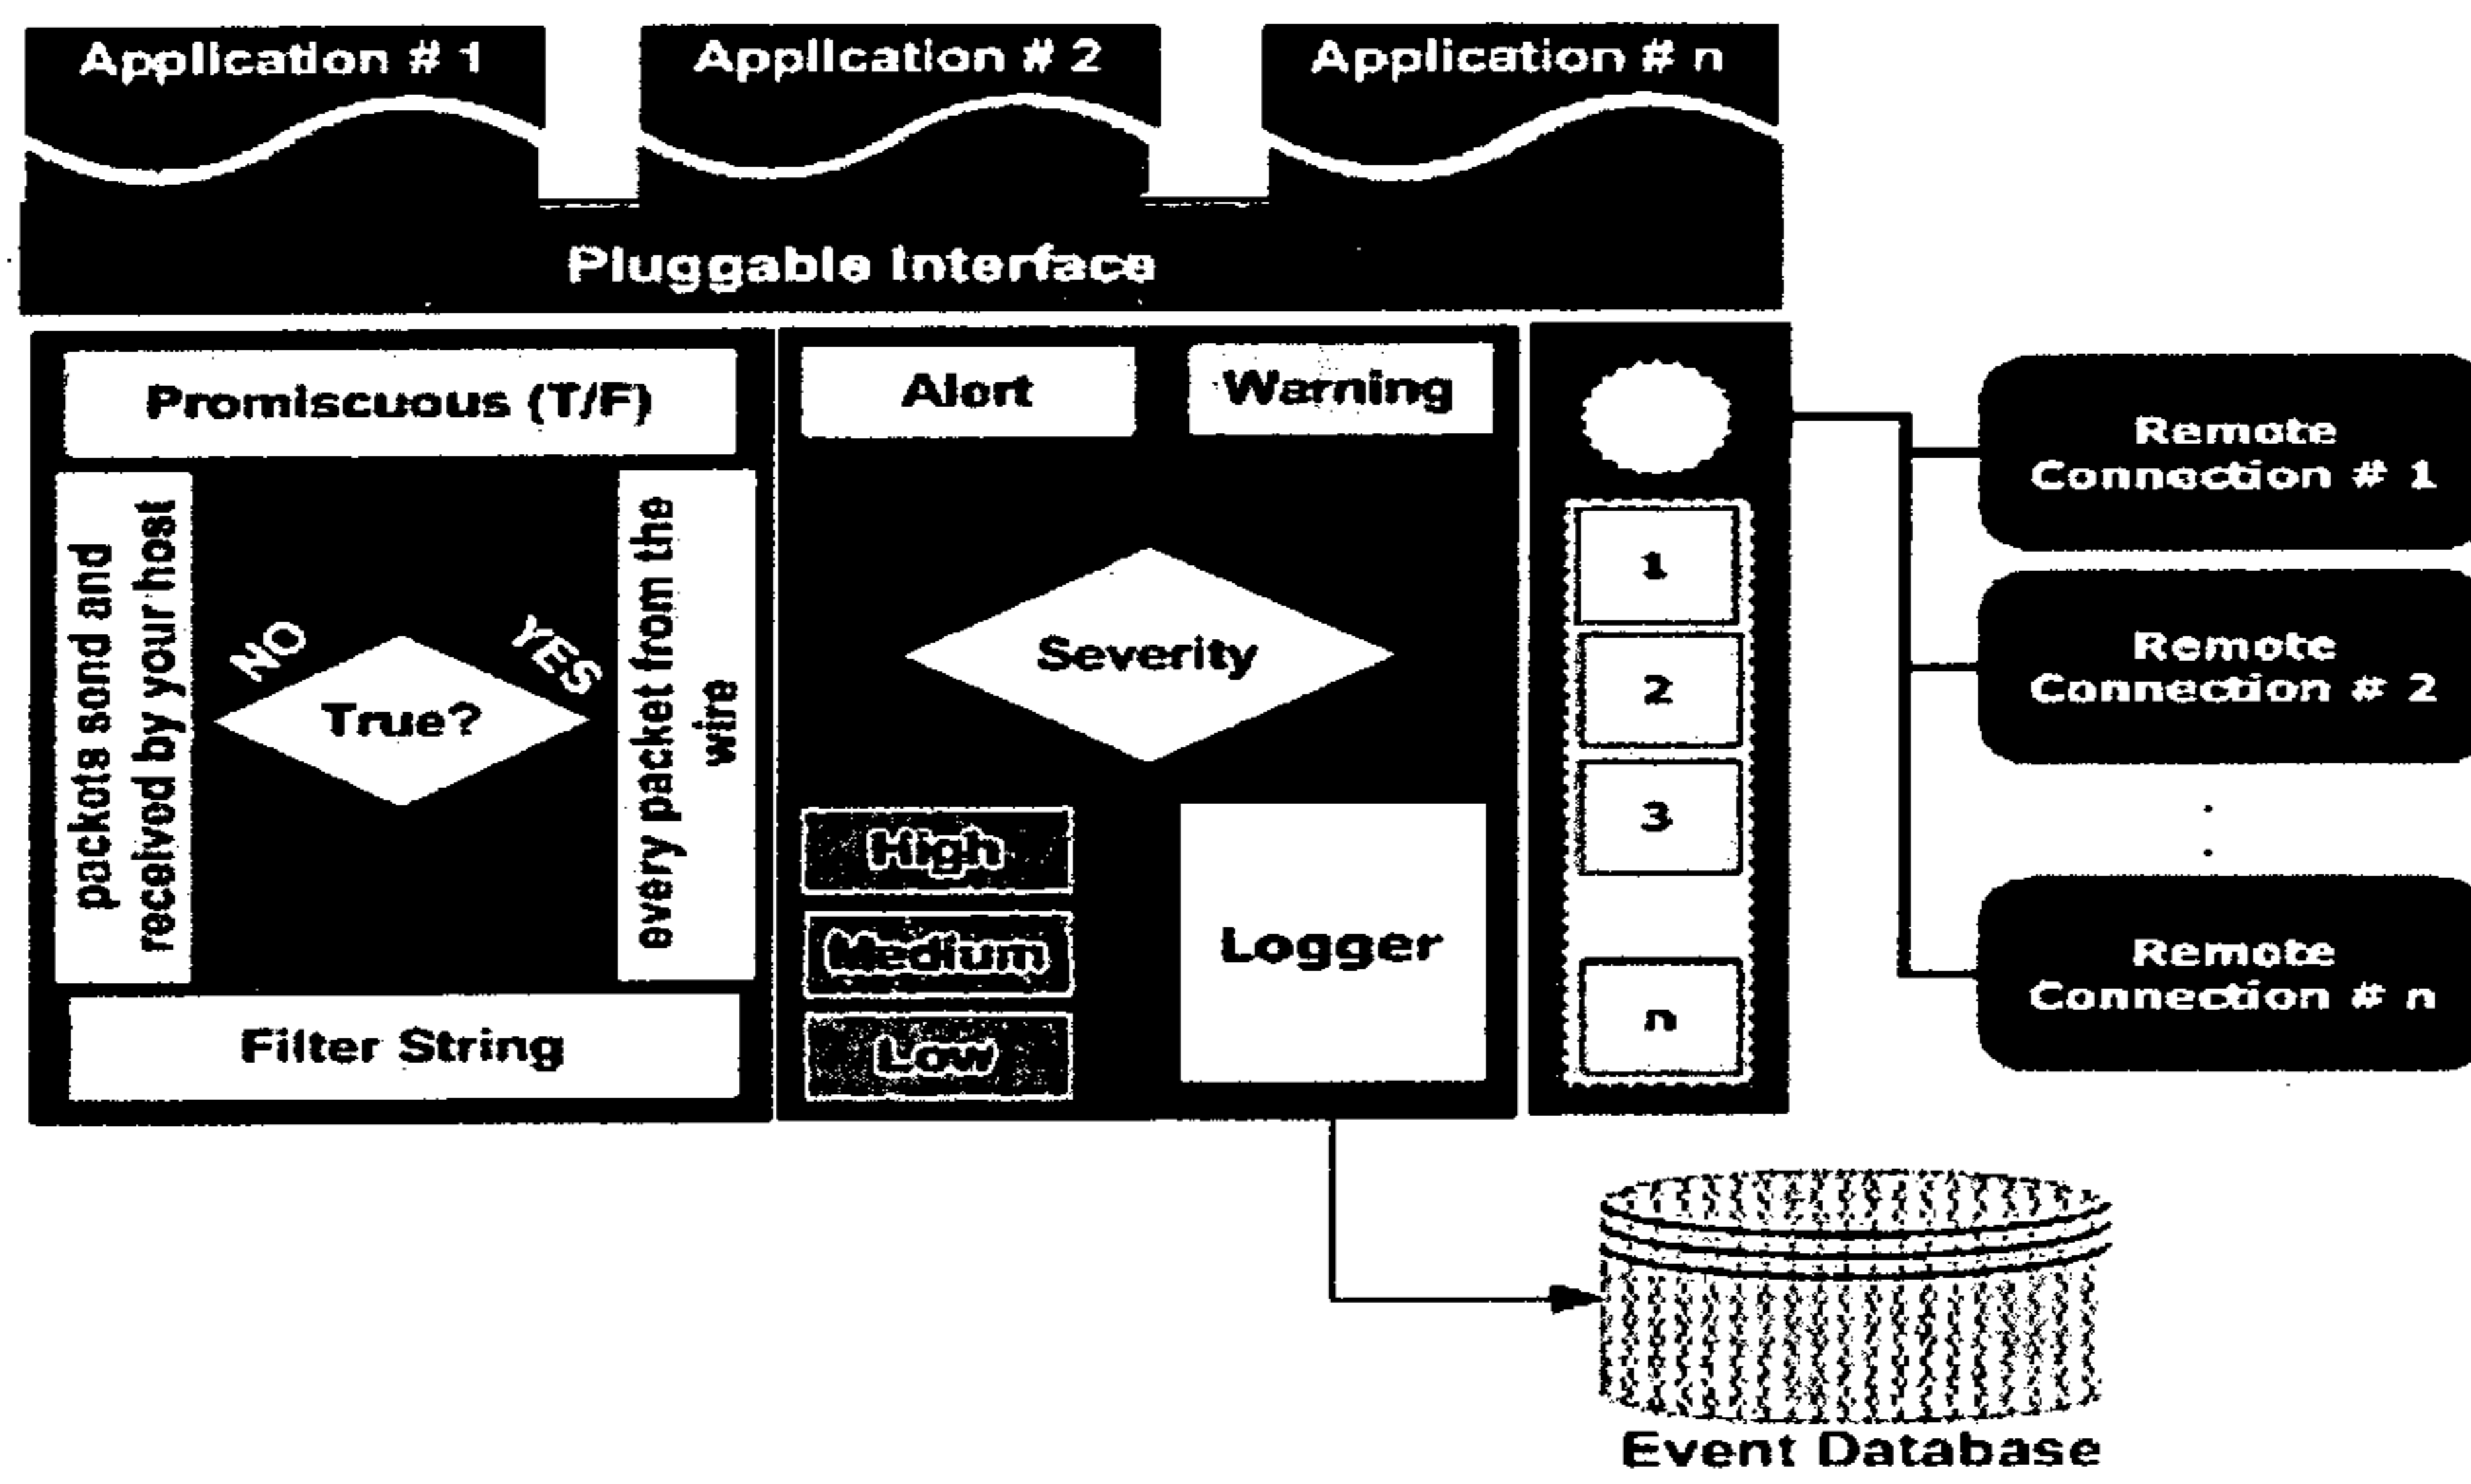 Application # 1
Application # 2
Application # n
Pluggable Interface
Promiscuous (T/F)
packets send and
received by your host
NO
YES
True?
every packet from the
wire
Filter String
Alert
Warning
Severity
High
Medium
Low
Logger
1
2
3
n
Remote
Connection # 1
Remote
Connection # 2
Remote
Connection # n
Event Database